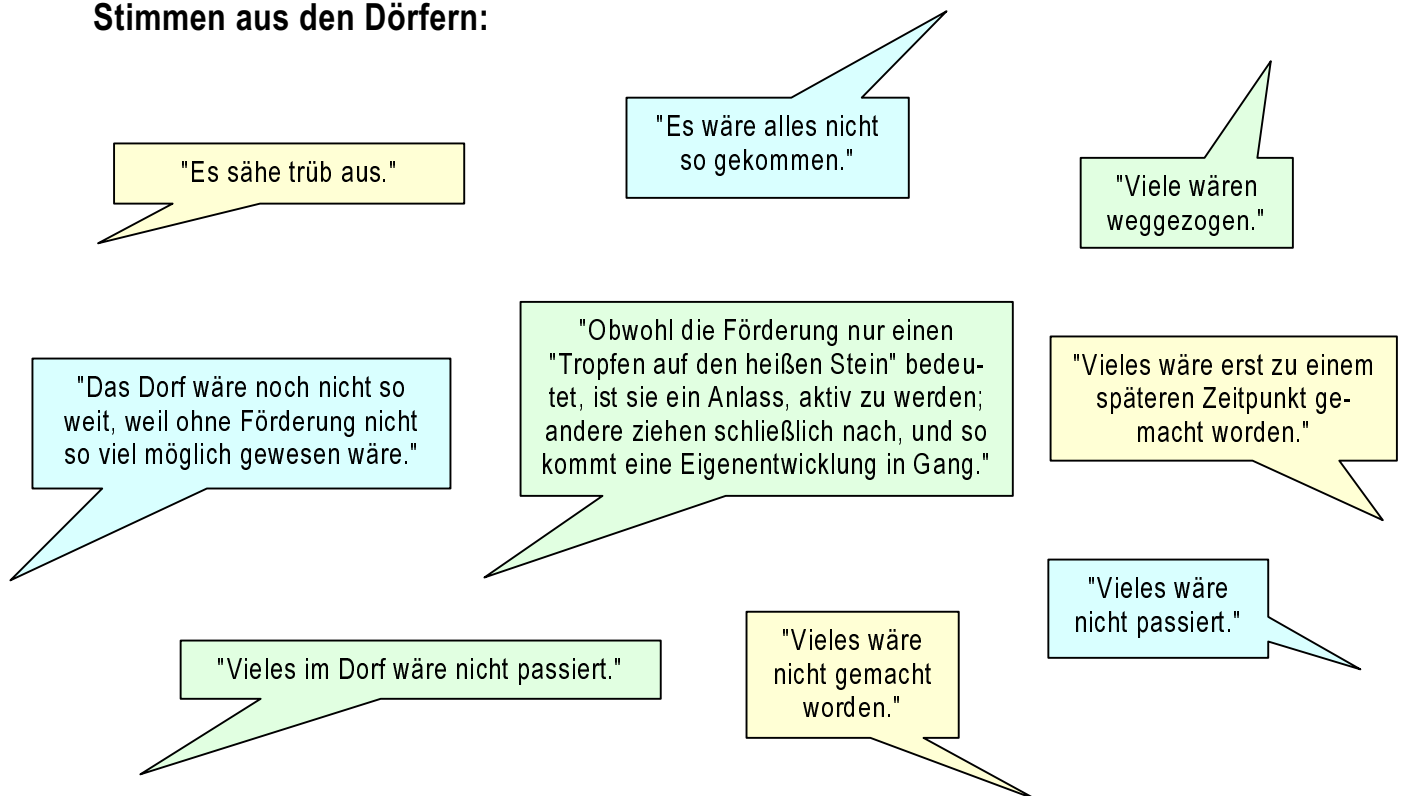 Stimmen aus den Dörfern:
"Es sähe trüb aus."
"Es wäre alles nicht
so gekommen."
"Viele wären
weggezogen."
"Das Dorf wäre noch nicht so
weit, weil ohne Förderung nicht
so viel möglich gewesen wäre."
"Obwohl die Förderung nur einen
"Tropfen auf den heißen Stein" bedeu-
tet, ist sie ein Anlass, aktiv zu werden;
andere ziehen schließlich nach, und so
kommt eine Eigenentwicklung in Gang."
"Vieles wäre erst zu einem
späteren Zeitpunkt ge-
macht worden."
"Vieles im Dorf wäre nicht passiert."
"Vieles wäre
nicht gemacht
worden."
"Vieles wäre
nicht passiert."